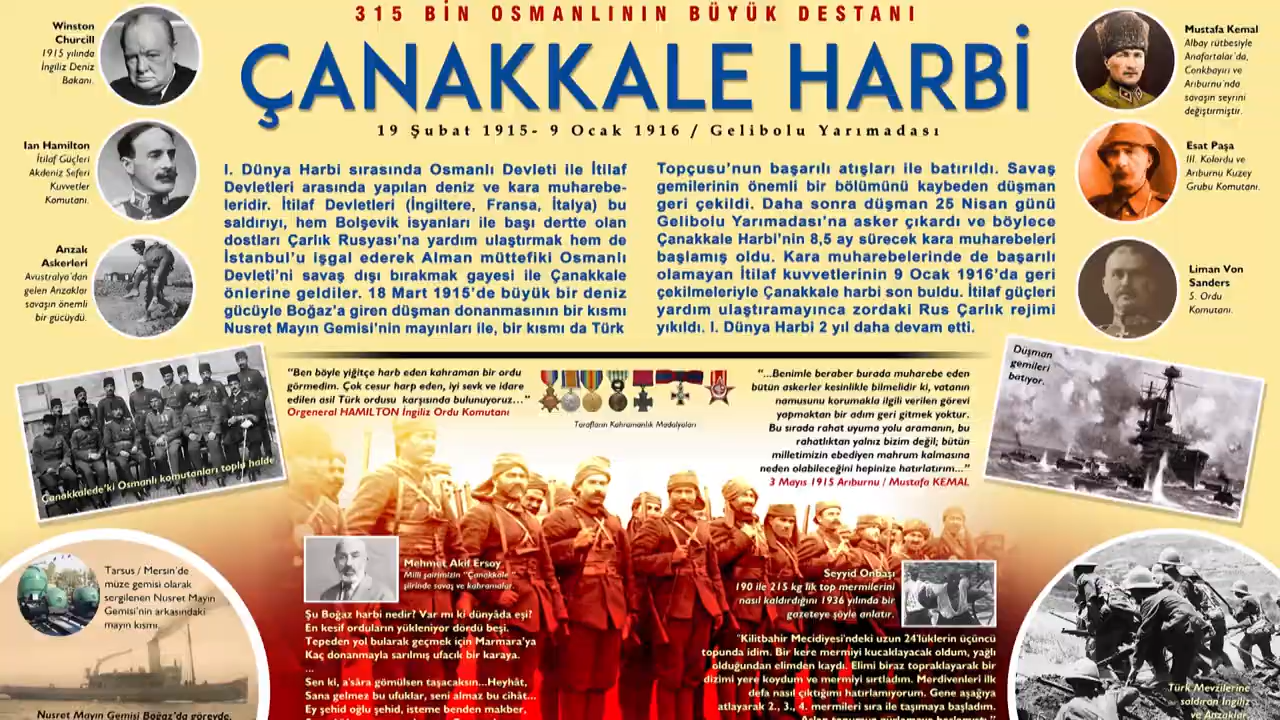 315 BİN OSMANLININ BÜYÜK DESTANI
ÇANAKKALE HARBİ
19 Şubat 1915- 9 Ocak 1916 / Gelibolu Yarımadası
Winston
Churcill
1915 yılında
İngiliz Deniz
Bakanı.
Ian Hamilton
İtilaf Güçleri
Akdeniz Seferi
Kuvvetler
Komutanı.
Anzak
Askerleri
Avustralya'dan
gelen Anzaklar
savaşın önemli
bir gücüydü.
I. Dünya Harbi sırasında Osmanlı Devleti ile İtilaf
Devletleri arasında yapılan deniz ve kara muharebe-
leridir. İtilaf Devletleri (İngiltere, Fransa, İtalya) bu
saldırıyı, hem Bolşevik isyanları ile başı dertte olan
dostları Çarlık Rusyası'na yardım ulaştırmak hem de
İstanbul'u işgal ederek Alman müttefiki Osmanlı
Devleti'ni savaş dışı bırakmak gayesi ile Çanakkale
önlerine geldiler. 18 Mart 1915'de büyük bir deniz
gücüyle Boğaz'a giren düşman donanmasının bir kısmı
Nusret Mayın Gemisi'nin mayınları ile, bir kısmı da Türk
Topçusu'nun başarılı atışları ile batırıldı. Savaş
gemilerinin önemli bir bölümünü kaybeden düşman
geri çekildi. Daha sonra düşman 25 Nisan günü
Gelibolu Yarımadası'na asker çıkardı ve böylece
Çanakkale Harbi'nin 8,5 ay sürecek kara muharebeleri
başlamış oldu. Kara muharebelerinde de başarılı
olamayan İtilaf kuvvetlerinin 9 Ocak 1916'da geri
çekilmeleriyle Çanakkale harbi son buldu. İtilaf güçleri
yardım ulaştıramayınca zordaki Rus Çarlık rejimi
yıkıldı. I. Dünya Harbi 2 yıl daha devam etti.
Mustafa Kemal
Albay rütbesiyle
Anafartalar'da,
Conkbayırı ve
Arıburnu'nda
savaşın seyrini
değiştirmiştir.
Esat Paşa
III. Kolordu ve
Arıburnu Kuzey
Grubu Komutanı.
Liman Von
Sanders
5. Ordu
Komutanı.
Çanakkalede'ki Osmanlı komutanları toplu halde
"Ben böyle yiğitçe harb eden kahraman bir ordu
görmedim. Çok cesur harp eden, iyi sevk ve idare
edilen asil Türk ordusu karşısında bulunuyoruz..."
Orgeneral HAMILTON İngiliz Ordu Komutanı
Tarafların Kahramanlık Madalyaları
"...Benimle beraber burada muharebe eden
bütün askerler kesinlikle bilmelidir ki, vatanın
namusunu korumakla ilgili verilen görevi
yapmaktan bir adım geri gitmek yoktur.
Bu sırada rahat uyuma yolu aramanın, bu
rahatlıktan yalnız bizim değil; bütün
milletimizin ebediyen mahrum kalmasına
neden olabileceğini hepinize hatırlatırım..."
3 Mayıs 1915 Arıburnu / Mustafa KEMAL
Düşman
gemileri
batıyor.
Tarsus / Mersin'de
müze gemisi olarak
sergilenen Nusret Mayın
Gemisi'nin arkasındaki
mayın kısmı.
Nusret Mayın Gemisi Boğaz'da görevde.
Mehmet Akif Ersoy
Milli şairimizin "Çanakkale"
şiirinde savaş ve kahramanlar.
Şu Boğaz harbi nedir? Var mı ki dünyâda eşi?
En kesif orduların yükleniyor dördü beşi.
Tepeden yol bularak geçmek için Marmara'ya
Kaç donanmayla sarılmış ufacık bir karaya.
...
Sen ki, a'sâra gömülsen taşacaksın...Heyhât,
Sana gelmez bu ufuklar, seni almaz bu cihât...
Ey şehid oğlu şehid, isteme benden makber,
Seyyid Onbaşı
190 ile 215 kg lik top mermilerini
nasıl kaldırdığını 1936 yılında bir
gazeteye şöyle anlatır.
"Kilitbahir Mecidiyesi'ndeki uzun 24'lüklerin üçüncü
topunda idim. Bir kere mermiyi kucaklayacak oldum, yağlı
olduğundan elimden kaydı. Elimi biraz topraklayarak bir
dizimi yere koydum ve mermiyi sırtladım. Merdivenleri ilk
defa nasıl çıktığımı hatırlamıyorum. Gene aşağıya
atlayarak 2., 3., 4. mermileri sıra ile taşımaya başladım.
Türk Mevzilerine
saldıran İngiliz
ve Anzaklar.